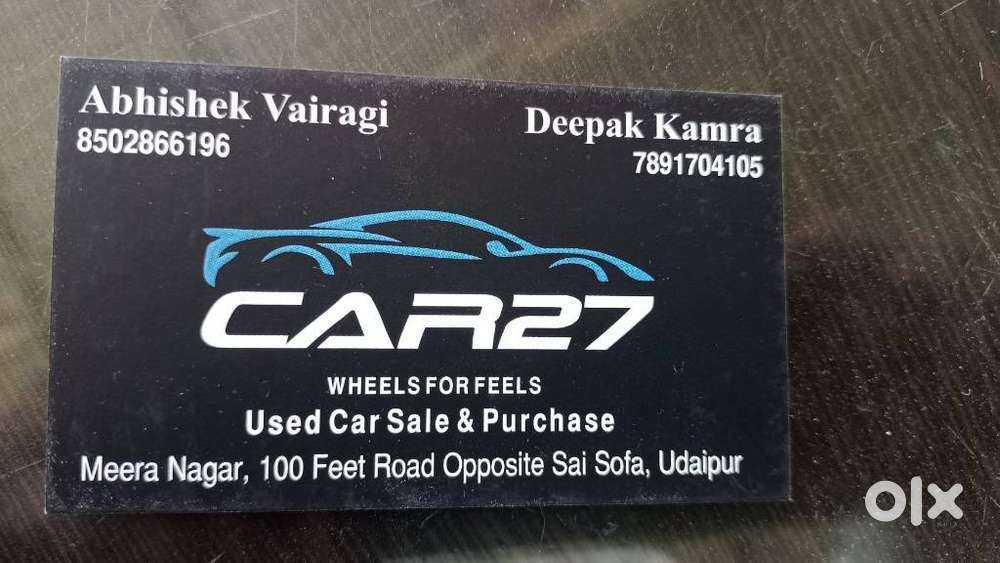 Abhishek Vairagi
8502866196
Deepak Kamra
7891704105
CAR27
WHEELS FOR FEELS
Used Car Sale & Purchase
Meera Nagar, 100 Feet Road Opposite Sai Sofa, Udaipur
olx
INDIA